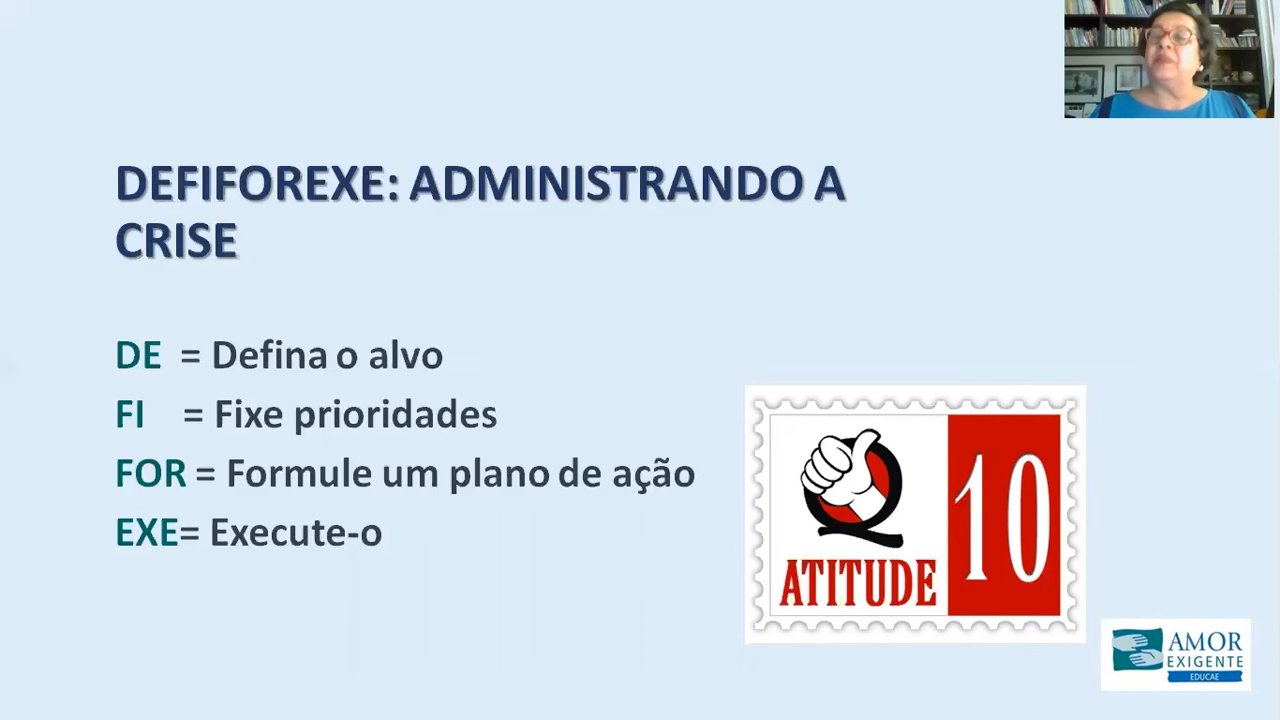 DEFIFOREXE: ADMINISTRANDO A
CRISE
DE = Defina o alvo
FI = Fixe prioridades
FOR = Formule um plano de ação
EXE= Execute-o
ATITUDE 10
AMOR
EXIGENTE
EDUCAE